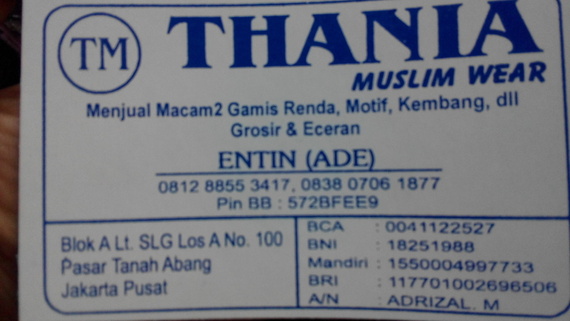 TM
THANIA
MUSLIM WEAR
Menjual Macam2 Gamis Renda, Motif, Kembang, dll
Grosir & Eceran
ENTIN (ADE)
0812 8855 3417, 0838 0706 1877
Pin BB : 572BFEE9
Blok A Lt. SLG Los A No. 100
Pasar Tanah Abang
Jakarta Pusat
BCA : 0041122527
BNI : 18251988
Mandiri : 1550004997733
BRI : 117701002696506
A/N : ADRIZAL. M